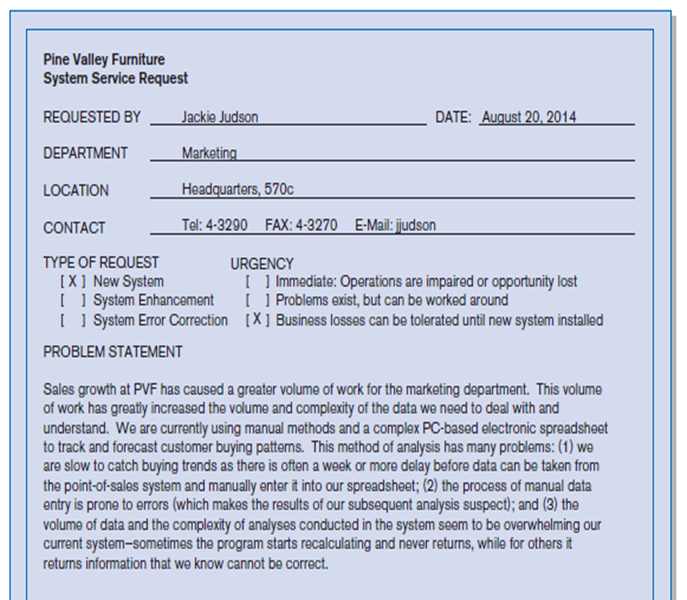 Pine Valley Furniture
System Service Request
REQUESTED BY Jackie Judson DATE: August 20, 2014
DEPARTMENT Marketing
LOCATION Headquarters, 570c
CONTACT Tel: 4-3290 FAX: 4-3270 E-Mail: jjudson
TYPE OF REQUEST URGENCY
[ X ] New System [ ] Immediate: Operations are impaired or opportunity lost
[ ] System Enhancement [ ] Problems exist, but can be worked around
[ ] System Error Correction [ X ] Business losses can be tolerated until new system installed
PROBLEM STATEMENT
Sales growth at PVF has caused a greater volume of work for the marketing department. This volume
of work has greatly increased the volume and complexity of the data we need to deal with and
understand. We are currently using manual methods and a complex PC-based electronic spreadsheet
to track and forecast customer buying patterns. This method of analysis has many problems: (1) we
are slow to catch buying trends as there is often a week or more delay before data can be taken from
the point-of-sales system and manually enter it into our spreadsheet; (2) the process of manual data
entry is prone to errors (which makes the results of our subsequent analysis suspect); and (3) the
volume of data and the complexity of analyses conducted in the system seem to be overwhelming our
current system–sometimes the program starts recalculating and never returns, while for others it
returns information that we know cannot be correct.